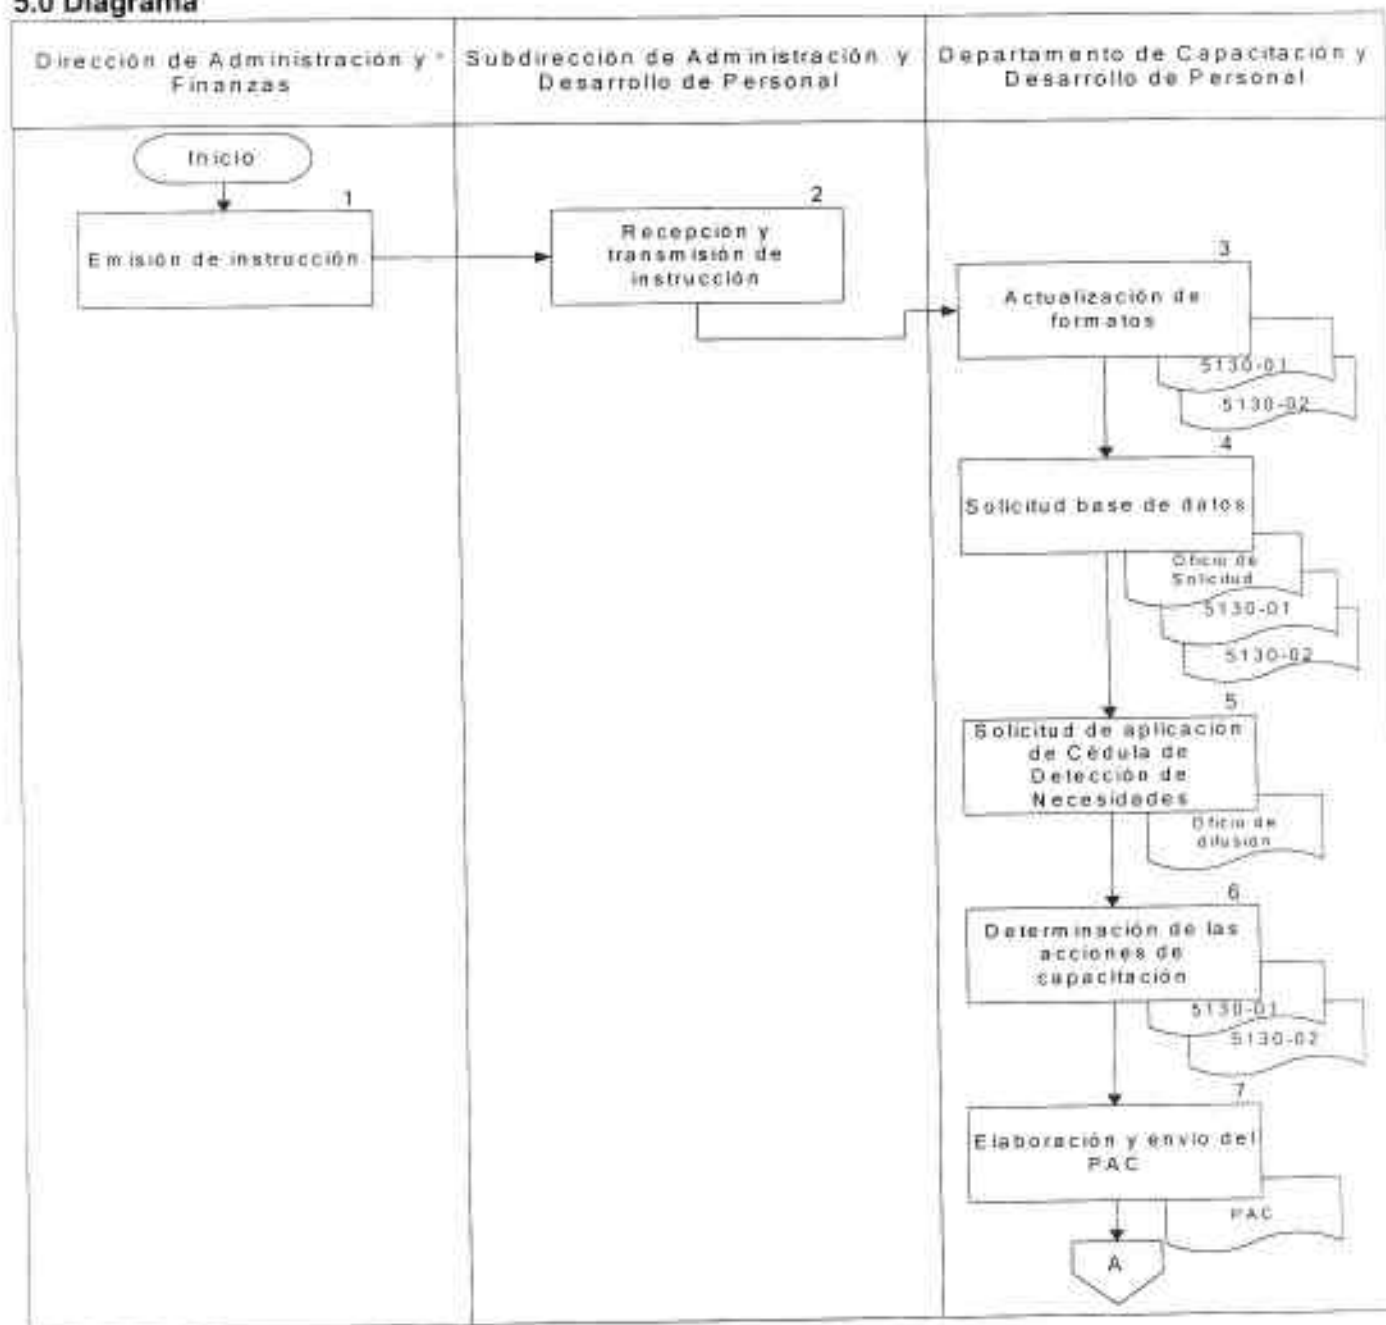 5.0 Diagrama
Dirección de Administración y
Finanzas
Subdirección de Administración y
Desarrollo de Personal
Departamento de Capacitación y
Desarrollo de Personal
Inicio
1
Emisión de instrucción
2
Recepción y
transmisión de
instrucción
3
Actualización de
formatos
5130-01
5130-02
4
Solicitud base de datos
Oficio de
Solicitud
5130-01
5130-02
5
Solicitud de aplicación
de Cédula de
Detección de
Necesidades
Oficio de
difusión
6
Determinación de las
acciones de
capacitación
5130-01
5130-02
7
Elaboración y envío del
PAC
PAC
A